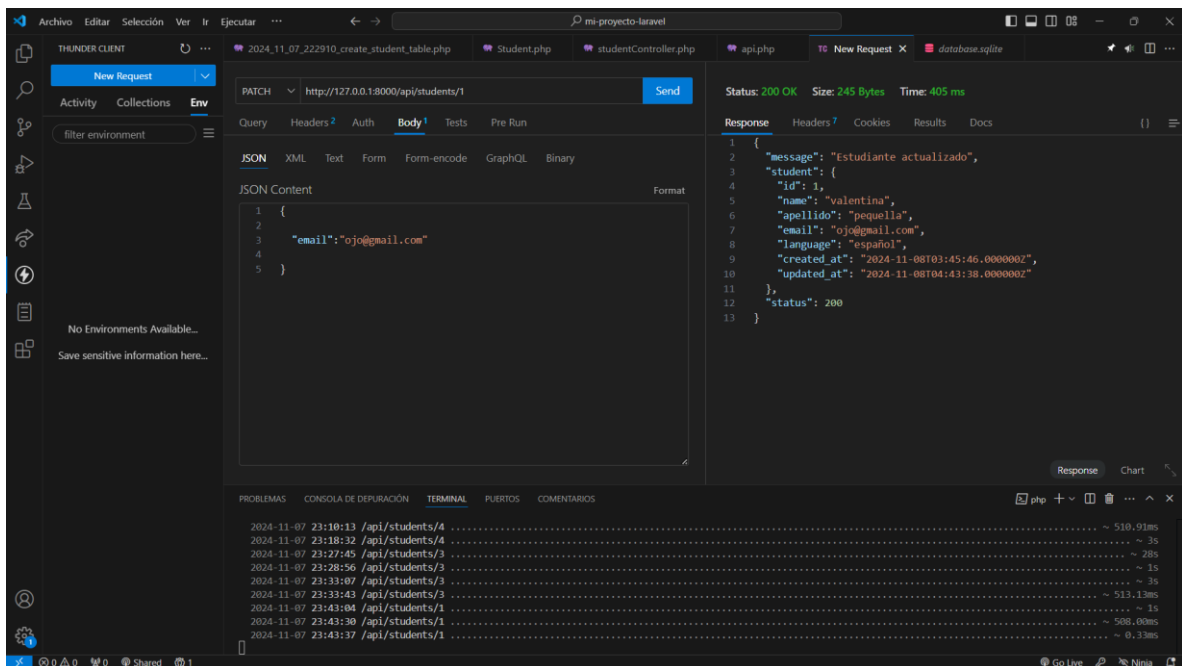 Archivo Editar Selección Ver Ir Ejecutar ··· mi-proyecto-laravel
THUNDER CLIENT
2024_11_07_222910_create_student_table.php Student.php studentController.php api.php TC New Request database.sqlite
New Request
Activity Collections Env
filter environment
No Environments Available...
Save sensitive information here...
PATCH http://127.0.0.1:8000/api/students/1 Send
Query Headers 2 Auth Body 1 Tests Pre Run
JSON XML Text Form Form-encode GraphQL Binary
JSON Content Format
1 {
2
3 "email":"ojo@gmail.com"
4
5 }
Status: 200 OK Size: 245 Bytes Time: 405 ms
Response Headers 7 Cookies Results Docs {}
1 {
2 "message": "Estudiante actualizado",
3 "student": {
4 "id": 1,
5 "name": "valentina",
6 "apellido": "pequella",
7 "email": "ojo@gmail.com",
8 "language": "español",
9 "created_at": "2024-11-08T03:45:46.000000Z",
10 "updated_at": "2024-11-08T04:43:38.000000Z"
11 },
12 "status": 200
13 }
Response Chart
PROBLEMAS CONSOLA DE DEPURACIÓN TERMINAL PUERTOS COMENTARIOS php
2024-11-07 23:10:13 /api/students/4 ........ ~ 510.91ms
2024-11-07 23:18:32 /api/students/4 ........ ~ 3s
2024-11-07 23:27:45 /api/students/3 ........ ~ 28s
2024-11-07 23:28:56 /api/students/3 ........ ~ 1s
2024-11-07 23:33:07 /api/students/3 ........ ~ 3s
2024-11-07 23:33:43 /api/students/3 ........ ~ 513.13ms
2024-11-07 23:43:04 /api/students/1 ........ ~ 1s
2024-11-07 23:43:30 /api/students/1 ........ ~ 508.00ms
2024-11-07 23:43:37 /api/students/1 ........ ~ 0.33ms
0 0 0 Shared 1 Go Live Ninja